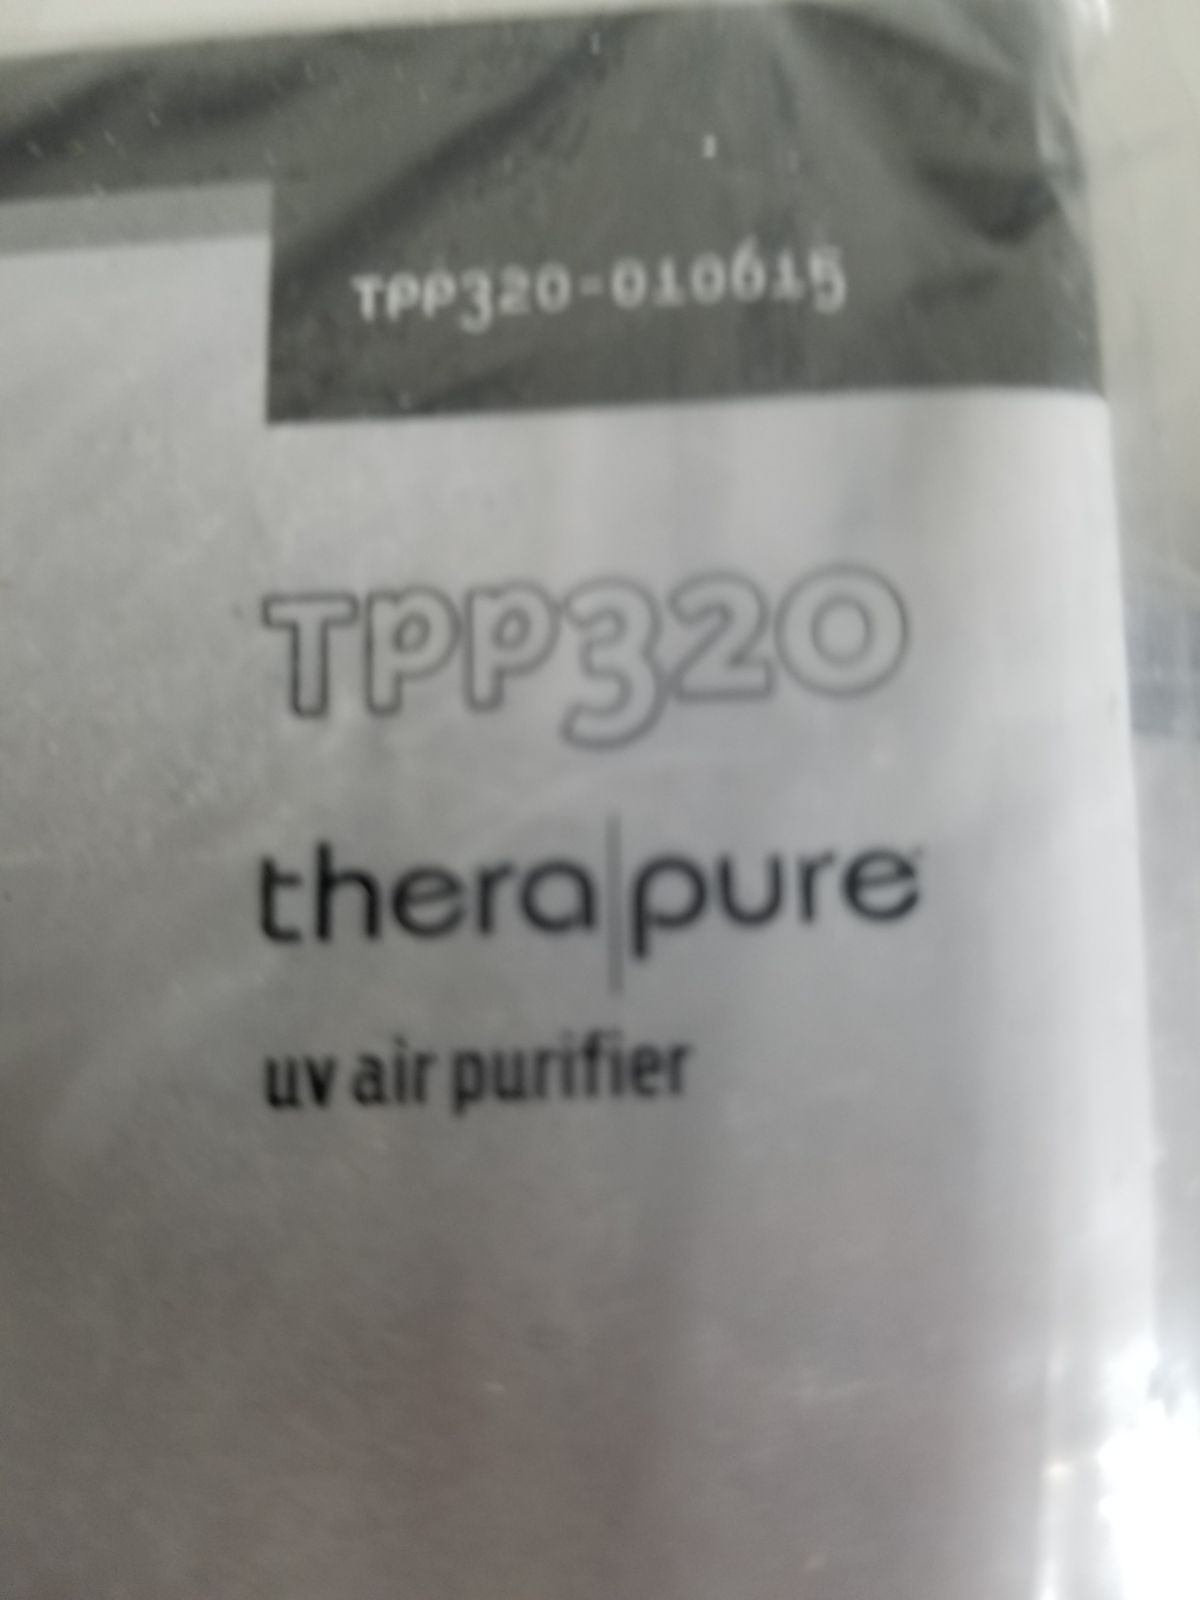 TPP320-010615
TPP320
thera|pure
uv air purifier